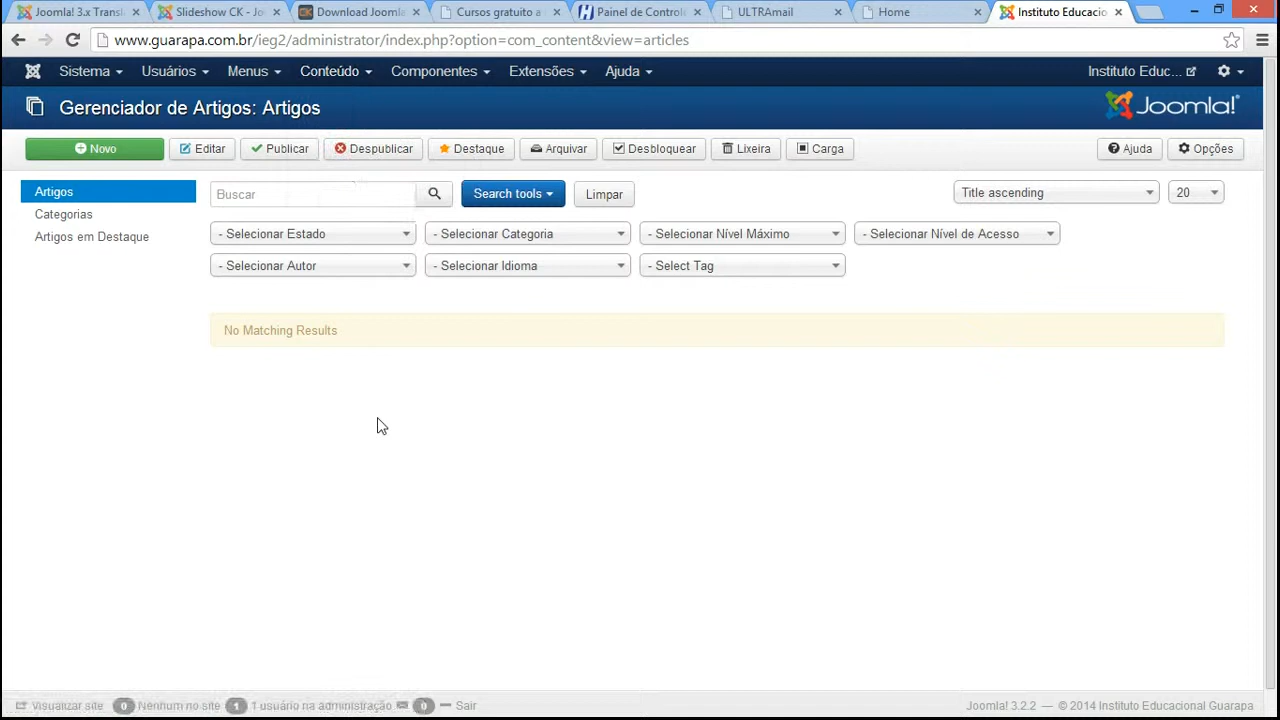 Joomla! 3.x Transl
Slideshow CK - Jo
CK Download Joomla
Cursos gratuito a
Painel de Controle
ULTRAmail
Home
Instituto Educacio
www.guarapa.com.br/ieg2/administrator/index.php?option=com_content&view=articles
Sistema Usuários Menus Conteúdo Componentes Extensões Ajuda Instituto Educ...
Gerenciador de Artigos: Artigos Joomla!
Novo Editar Publicar Despublicar Destaque Arquivar Desbloquear Lixeira Carga Ajuda Opções
Artigos
Categorias
Artigos em Destaque
Buscar Search tools Limpar Title ascending 20
- Selecionar Estado - Selecionar Categoria - Selecionar Nível Máximo - Selecionar Nível de Acesso
- Selecionar Autor - Selecionar Idioma - Select Tag
No Matching Results
Visualizar site 0 Nenhum no site 1 1 usuário na administração 0 Sair Joomla! 3.2.2 — © 2014 Instituto Educacional Guarapa